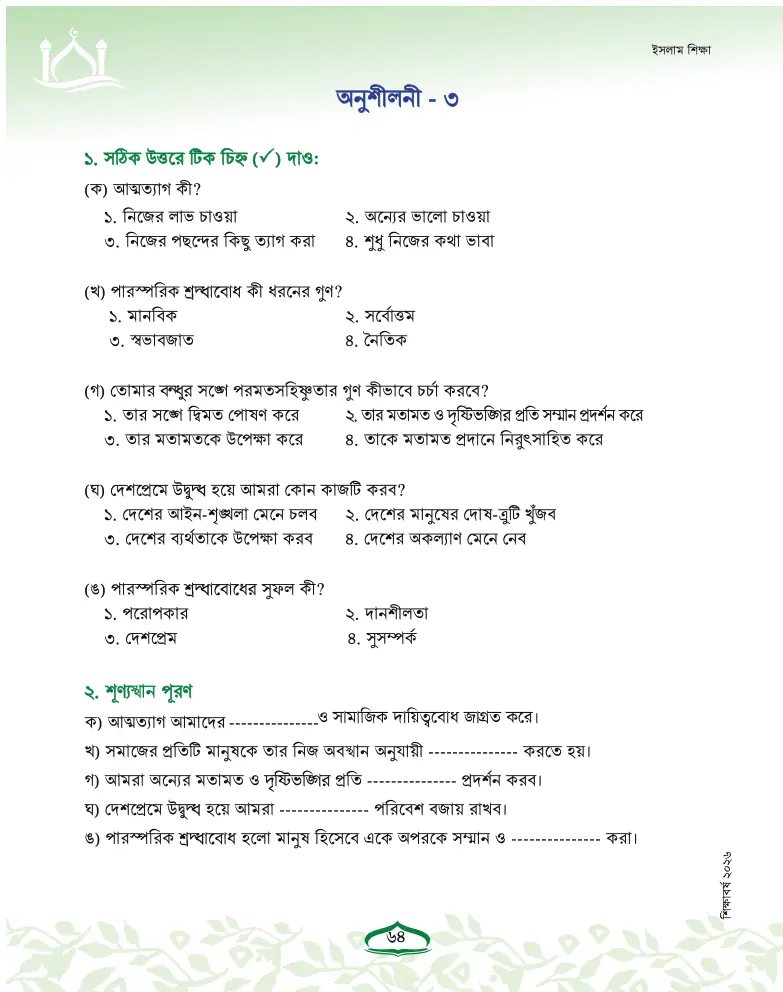 ইসলাম শিক্ষা
অনুশীলনী - ৩
১. সঠিক উত্তরে টিক চিহ্ন (✓) দাও:
(ক) আত্মত্যাগ কী?
১. নিজের লাভ চাওয়া ২. অন্যের ভালো চাওয়া
৩. নিজের পছন্দের কিছু ত্যাগ করা ৪. শুধু নিজের কথা ভাবা
(খ) পারস্পরিক শ্রদ্ধাবোধ কী ধরনের গুণ?
১. মানবিক ২. সর্বোত্তম
৩. স্বভাবজাত ৪. নৈতিক
(গ) তোমার বন্ধুর সঙ্গে পরমতসহিষ্ণুতার গুণ কীভাবে চর্চা করবে?
১. তার সঙ্গে দ্বিমত পোষণ করে ২. তার মতামত ও দৃষ্টিভঙ্গির প্রতি সম্মান প্রদর্শন করে
৩. তার মতামতকে উপেক্ষা করে ৪. তাকে মতামত প্রদানে নিরুৎসাহিত করে
(ঘ) দেশপ্রেমে উদ্বুদ্ধ হয়ে আমরা কোন কাজটি করব?
১. দেশের আইন-শৃঙ্খলা মেনে চলব ২. দেশের মানুষের দোষ-ত্রুটি খুঁজব
৩. দেশের ব্যর্থতাকে উপেক্ষা করব ৪. দেশের অকল্যাণ মেনে নেব
(ঙ) পারস্পরিক শ্রদ্ধাবোধের সুফল কী?
১. পরোপকার ২. দানশীলতা
৩. দেশপ্রেম ৪. সুসম্পর্ক
২. শূণ্যস্থান পূরণ
ক) আত্মত্যাগ আমাদের ---------------ও সামাজিক দায়িত্ববোধ জাগ্রত করে।
খ) সমাজের প্রতিটি মানুষকে তার নিজ অবস্থান অনুযায়ী --------------- করতে হয়।
গ) আমরা অন্যের মতামত ও দৃষ্টিভঙ্গির প্রতি --------------- প্রদর্শন করব।
ঘ) দেশপ্রেমে উদ্বুদ্ধ হয়ে আমরা --------------- পরিবেশ বজায় রাখব।
ঙ) পারস্পরিক শ্রদ্ধাবোধ হলো মানুষ হিসেবে একে অপরকে সম্মান ও --------------- করা।
শিক্ষাবর্ষ ২০২৬
৬৪